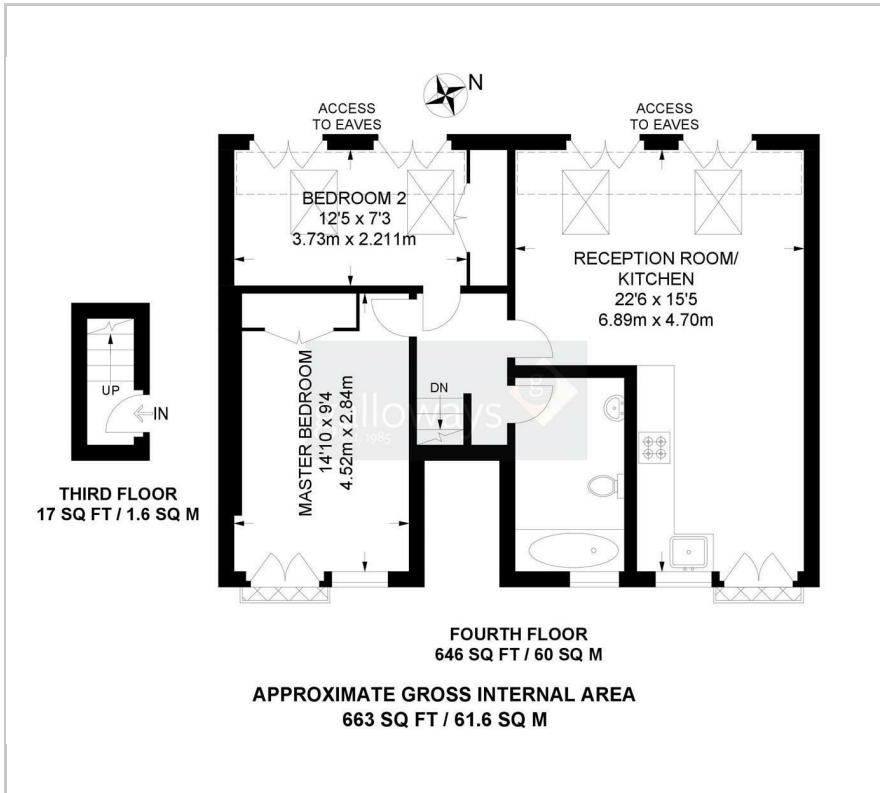 N
ACCESS
TO EAVES
ACCESS
TO EAVES
BEDROOM 2
12'5 x 7'3
3.73m x 2.211m
RECEPTION ROOM/
KITCHEN
22'6 x 15'5
6.89m x 4.70m
UP
IN
THIRD FLOOR
17 SQ FT / 1.6 SQ M
MASTER BEDROOM
14'10 x 9'4
4.52m x 2.84m
DN
g
alloways
1985
FOURTH FLOOR
646 SQ FT / 60 SQ M
APPROXIMATE GROSS INTERNAL AREA
663 SQ FT / 61.6 SQ M